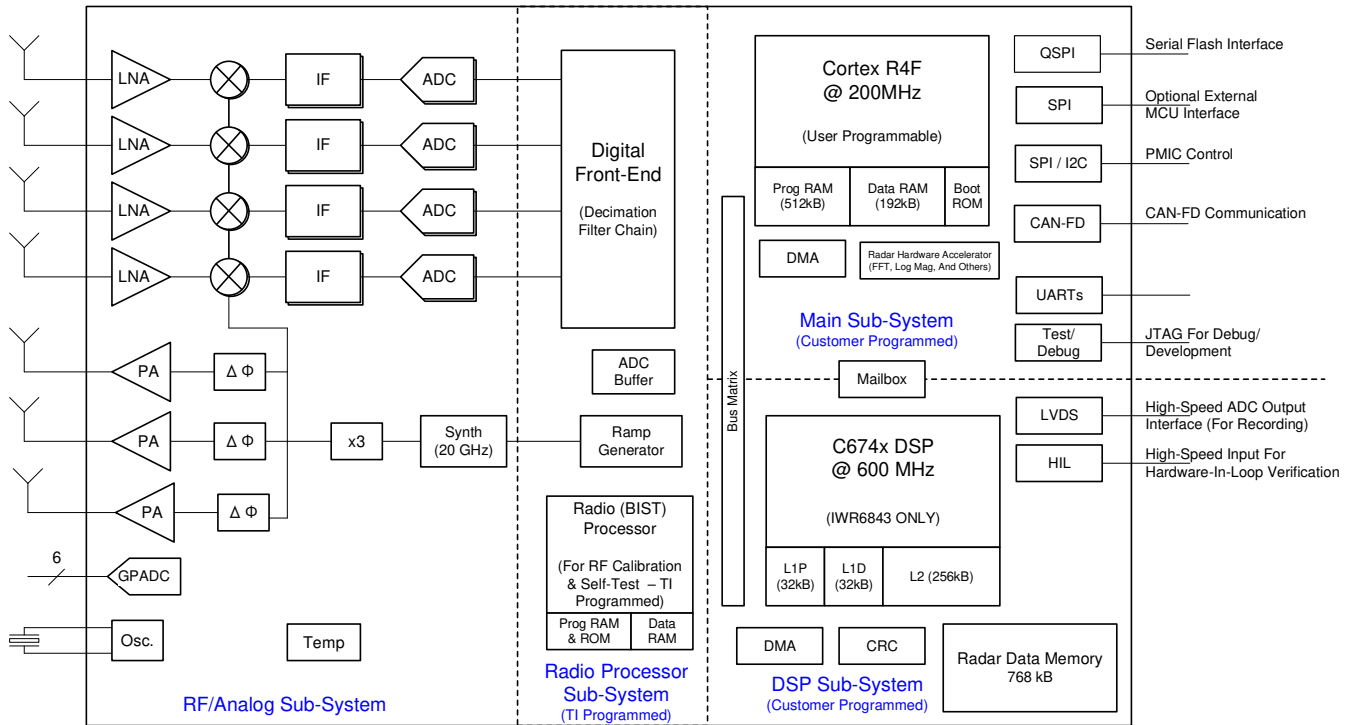 LNA
IF
ADC
LNA
IF
ADC
LNA
IF
ADC
LNA
IF
ADC
Digital
Front-End
(Decimation
Filter Chain)
PA
Δ Φ
PA
Δ Φ
PA
Δ Φ
x3
Synth
(20 GHz)
ADC
Buffer
Ramp
Generator
6
GPADC
Osc.
Temp
RF/Analog Sub-System
Radio (BIST)
Processor
(For RF Calibration
& Self-Test – TI
Programmed)
Prog RAM
& ROM
Data
RAM
Radio Processor
Sub-System
(TI Programmed)
Bus Matrix
Cortex R4F
@ 200MHz
(User Programmable)
Prog RAM
(512kB)
Data RAM
(192kB)
Boot
ROM
DMA
Radar Hardware Accelerator
(FFT, Log Mag, And Others)
Main Sub-System
(Customer Programmed)
Mailbox
C674x DSP
@ 600 MHz
(IWR6843 ONLY)
L1P
(32kB)
L1D
(32kB)
L2 (256kB)
DMA
CRC
Radar Data Memory
768 kB
DSP Sub-System
(Customer Programmed)
QSPI
Serial Flash Interface
SPI
Optional External
MCU Interface
SPI / I2C
PMIC Control
CAN-FD
CAN-FD Communication
UARTs
Test/
Debug
JTAG For Debug/
Development
LVDS
High-Speed ADC Output
Interface (For Recording)
HIL
High-Speed Input For
Hardware-In-Loop Verification